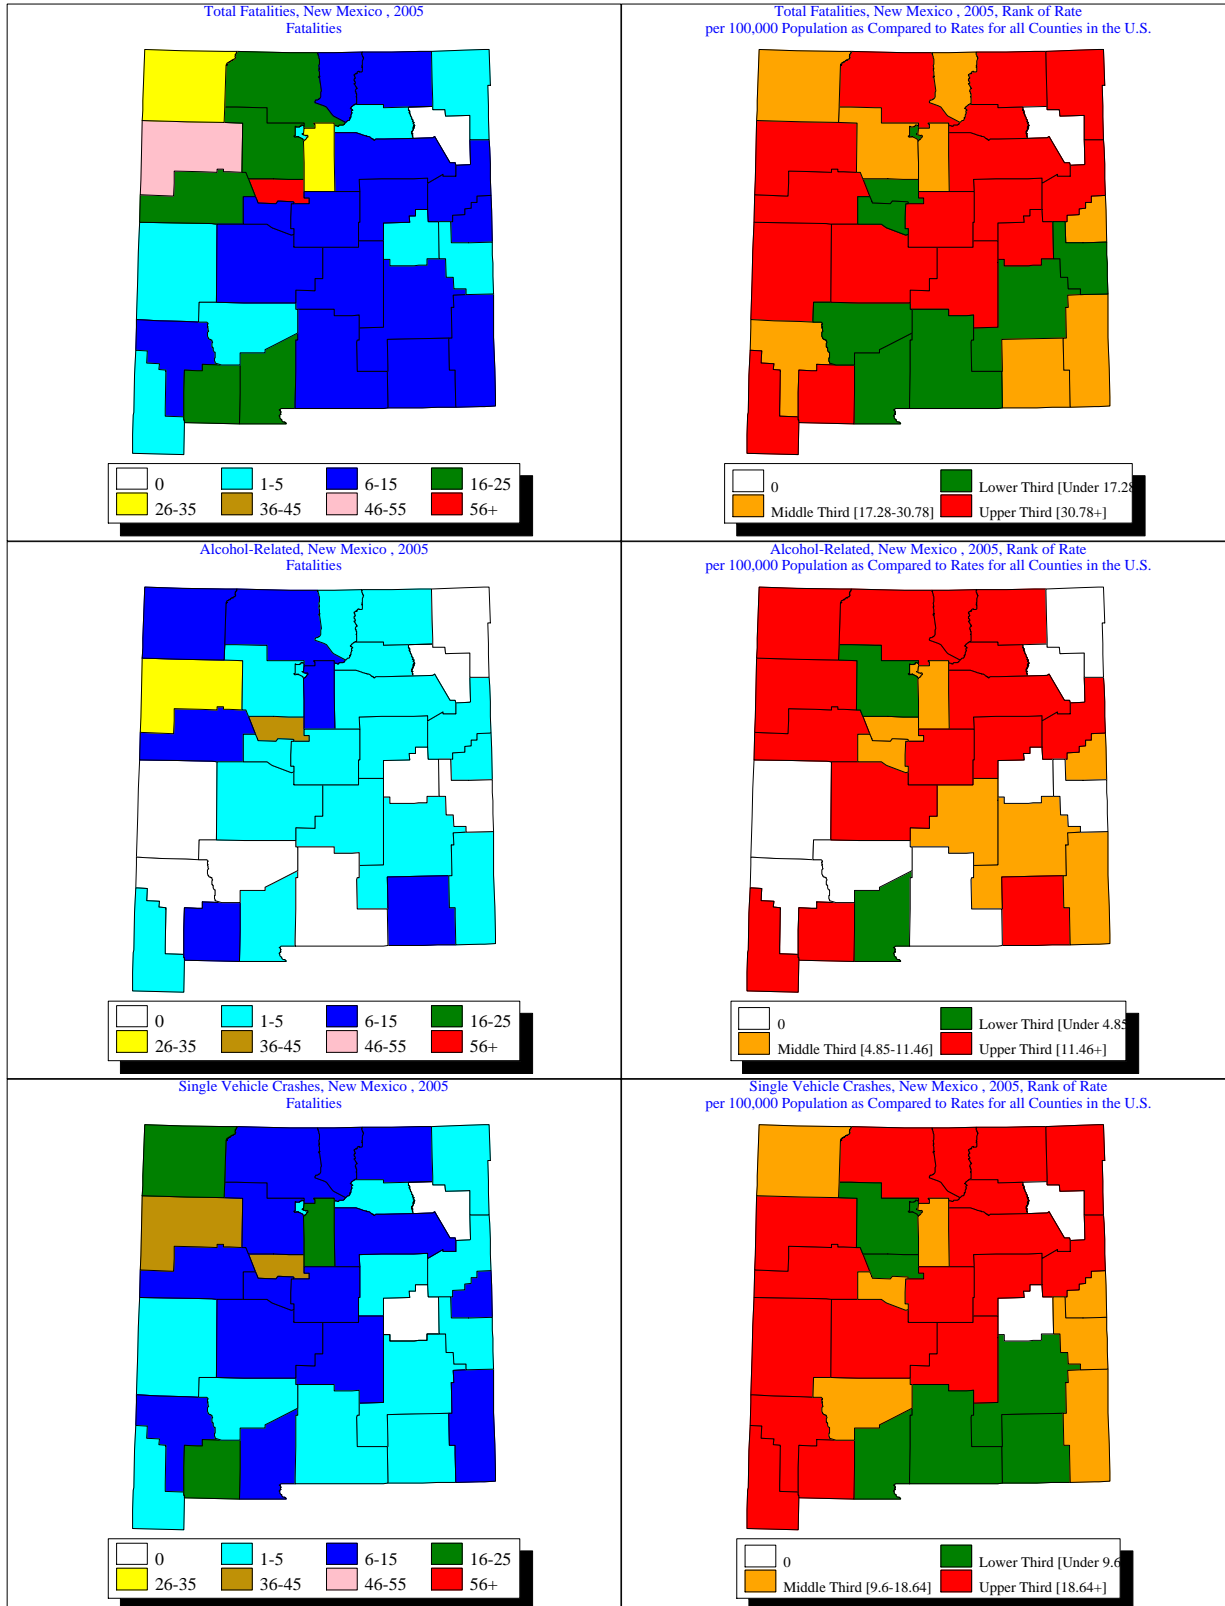 Total Fatalities, New Mexico , 2005
Fatalities
0
1-5
6-15
16-25
26-35
36-45
46-55
56+
Total Fatalities, New Mexico , 2005, Rank of Rate
per 100,000 Population as Compared to Rates for all Counties in the U.S.
0
Lower Third [Under 17.28
Middle Third [17.28-30.78]
Upper Third [30.78+]
Alcohol-Related, New Mexico , 2005
Fatalities
0
1-5
6-15
16-25
26-35
36-45
46-55
56+
Alcohol-Related, New Mexico , 2005, Rank of Rate
per 100,000 Population as Compared to Rates for all Counties in the U.S.
0
Lower Third [Under 4.85
Middle Third [4.85-11.46]
Upper Third [11.46+]
Single Vehicle Crashes, New Mexico , 2005
Fatalities
0
1-5
6-15
16-25
26-35
36-45
46-55
56+
Single Vehicle Crashes, New Mexico , 2005, Rank of Rate
per 100,000 Population as Compared to Rates for all Counties in the U.S.
0
Lower Third [Under 9.6
Middle Third [9.6-18.64]
Upper Third [18.64+]